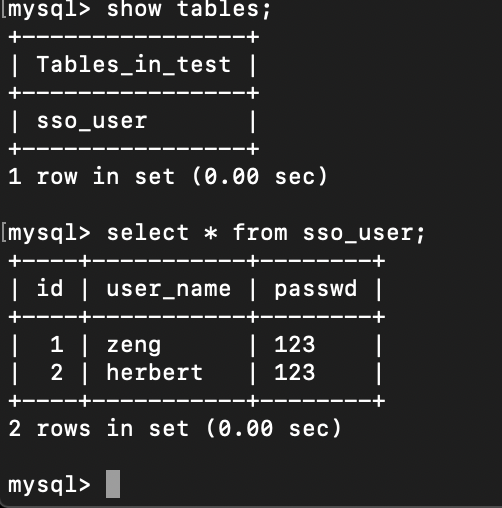 [mysql> show tables;
+----------------+
| Tables_in_test |
+----------------+
| sso_user       |
+----------------+
1 row in set (0.00 sec)

[mysql> select * from sso_user;
+----+-----------+--------+
| id | user_name | passwd |
+----+-----------+--------+
|  1 | zeng      | 123    |
|  2 | herbert   | 123    |
+----+-----------+--------+
2 rows in set (0.00 sec)

mysql>